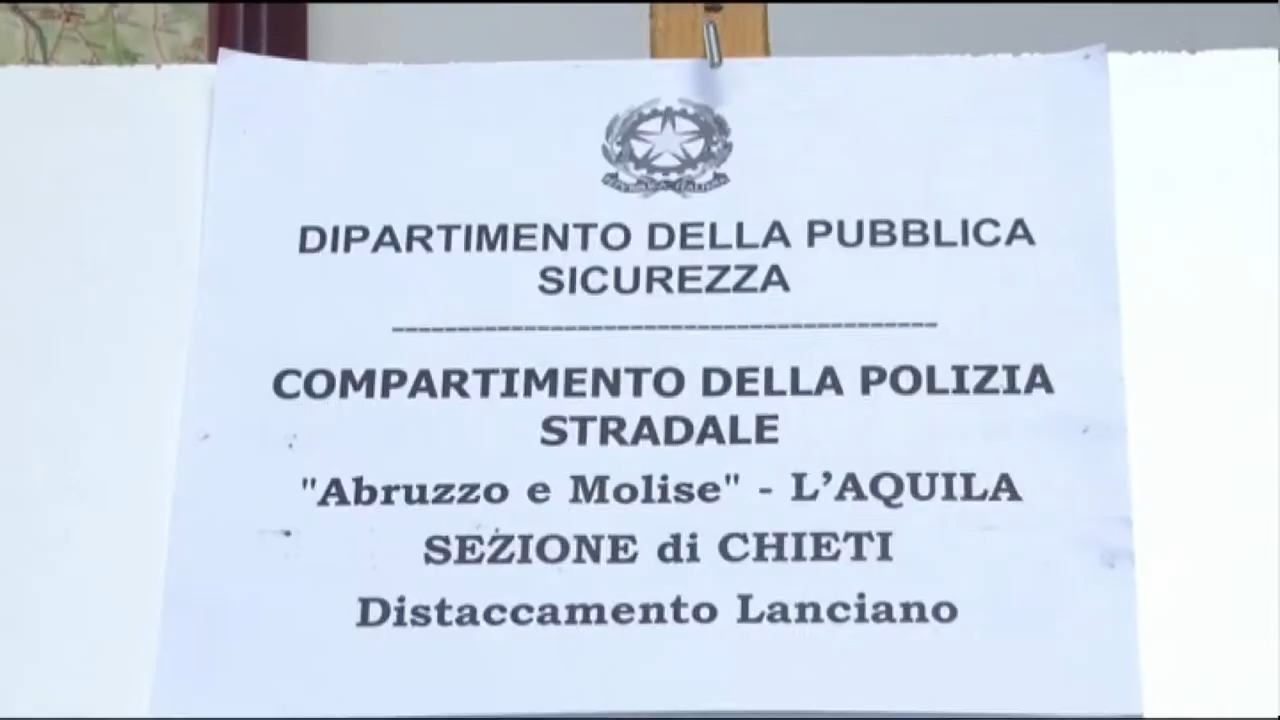 DIPARTIMENTO DELLA PUBBLICA
SICUREZZA
------------------------------------------
COMPARTIMENTO DELLA POLIZIA
STRADALE
"Abruzzo e Molise" - L’AQUILA
SEZIONE di CHIETI
Distaccamento Lanciano